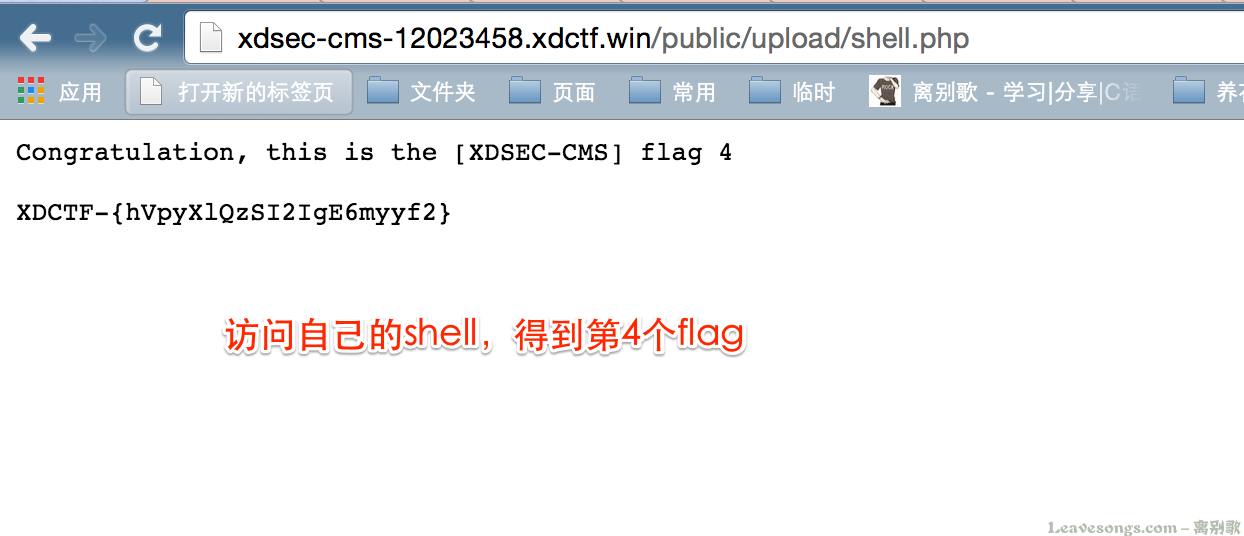 xdsec-cms-12023458.xdctf.win/public/upload/shell.php
应用 打开新的标签页 文件夹 页面 常用 临时 离别歌 - 学习|分享|C语 养花
Congratulation, this is the [XDSEC-CMS] flag 4
XDCTF-{hVpyXlQzSI2IgE6myyf2}
访问自己的shell，得到第4个flag
Leavesongs.com - 离别歌